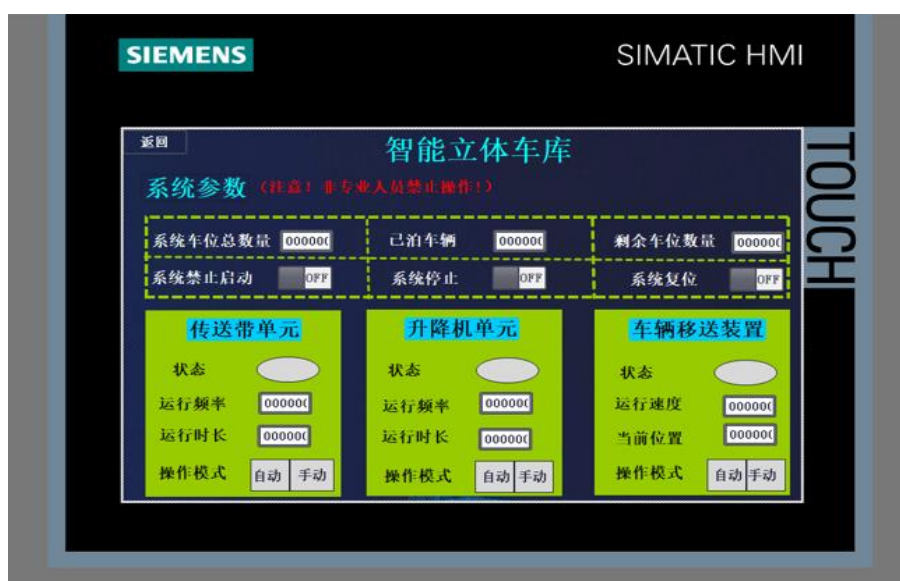 SIEMENS
SIMATIC HMI
TOUCH
返回
智能立体车库
系统参数（注意！非专业人员禁止操作！）
系统车位总数量 000000 已泊车辆 000000 剩余车位数量 000000
系统禁止启动 OFF 系统停止 OFF 系统复位 OFF
传送带单元 升降机单元 车辆移送装置
状态 状态 状态
运行频率 000000 运行频率 000000 运行速度 000000
运行时长 000000 运行时长 000000 当前位置 000000
操作模式 自动 手动 操作模式 自动 手动 操作模式 自动 手动